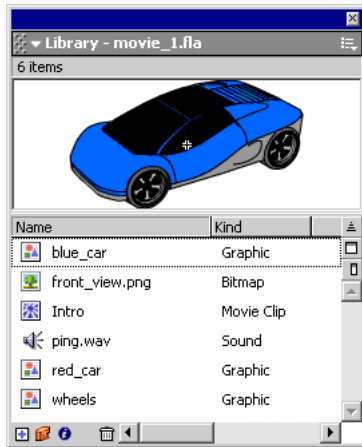 Library - movie_1.fla
6 items
Name Kind
blue_car Graphic
front_view.png Bitmap
Intro Movie Clip
ping.wav Sound
red_car Graphic
wheels Graphic